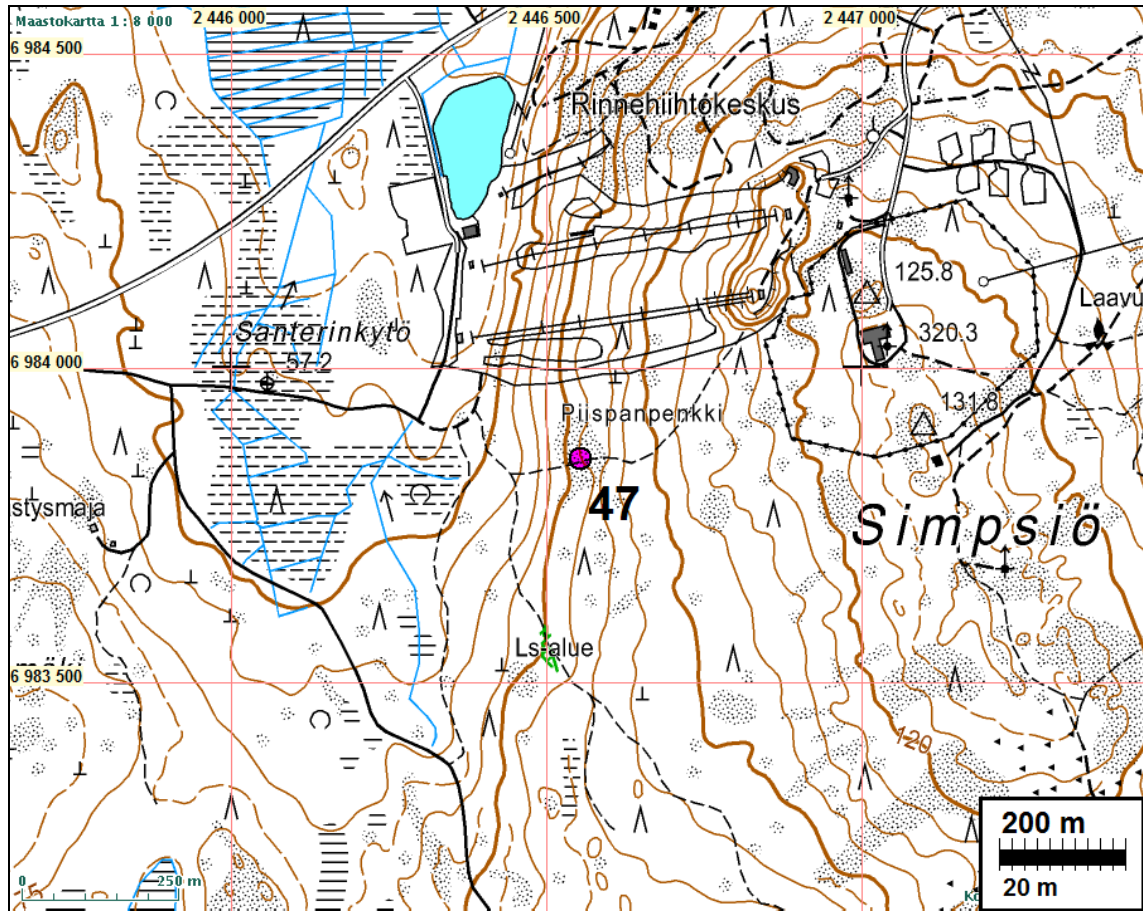 Maastokartta 1 : 8 000
2 446 000
2 446 500
2 447 000
6 984 500
Rinnehiihtokeskus
125.8
Laavu
Santerinkytö
320.3
57.2
6 984 000
131.8
Piispanpenkki
47
stysmaja
Simpsiö
Ls-alue
mäki
6 983 500
120
200 m
20 m
0
250 m